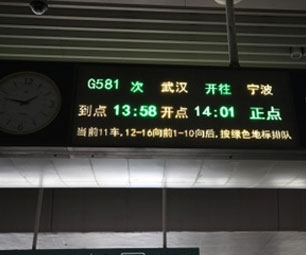 G581 次 武汉 开往 宁波
到点 13:58 开点 14:01 正点
当前11车,12-16向前1-10向后,按绿色地标排队